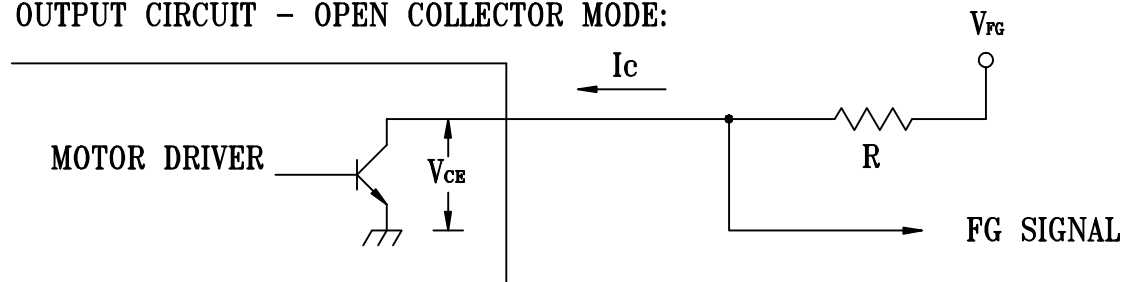 OUTPUT CIRCUIT – OPEN COLLECTOR MODE:
VFG
Ic
MOTOR DRIVER
VCE
R
FG SIGNAL